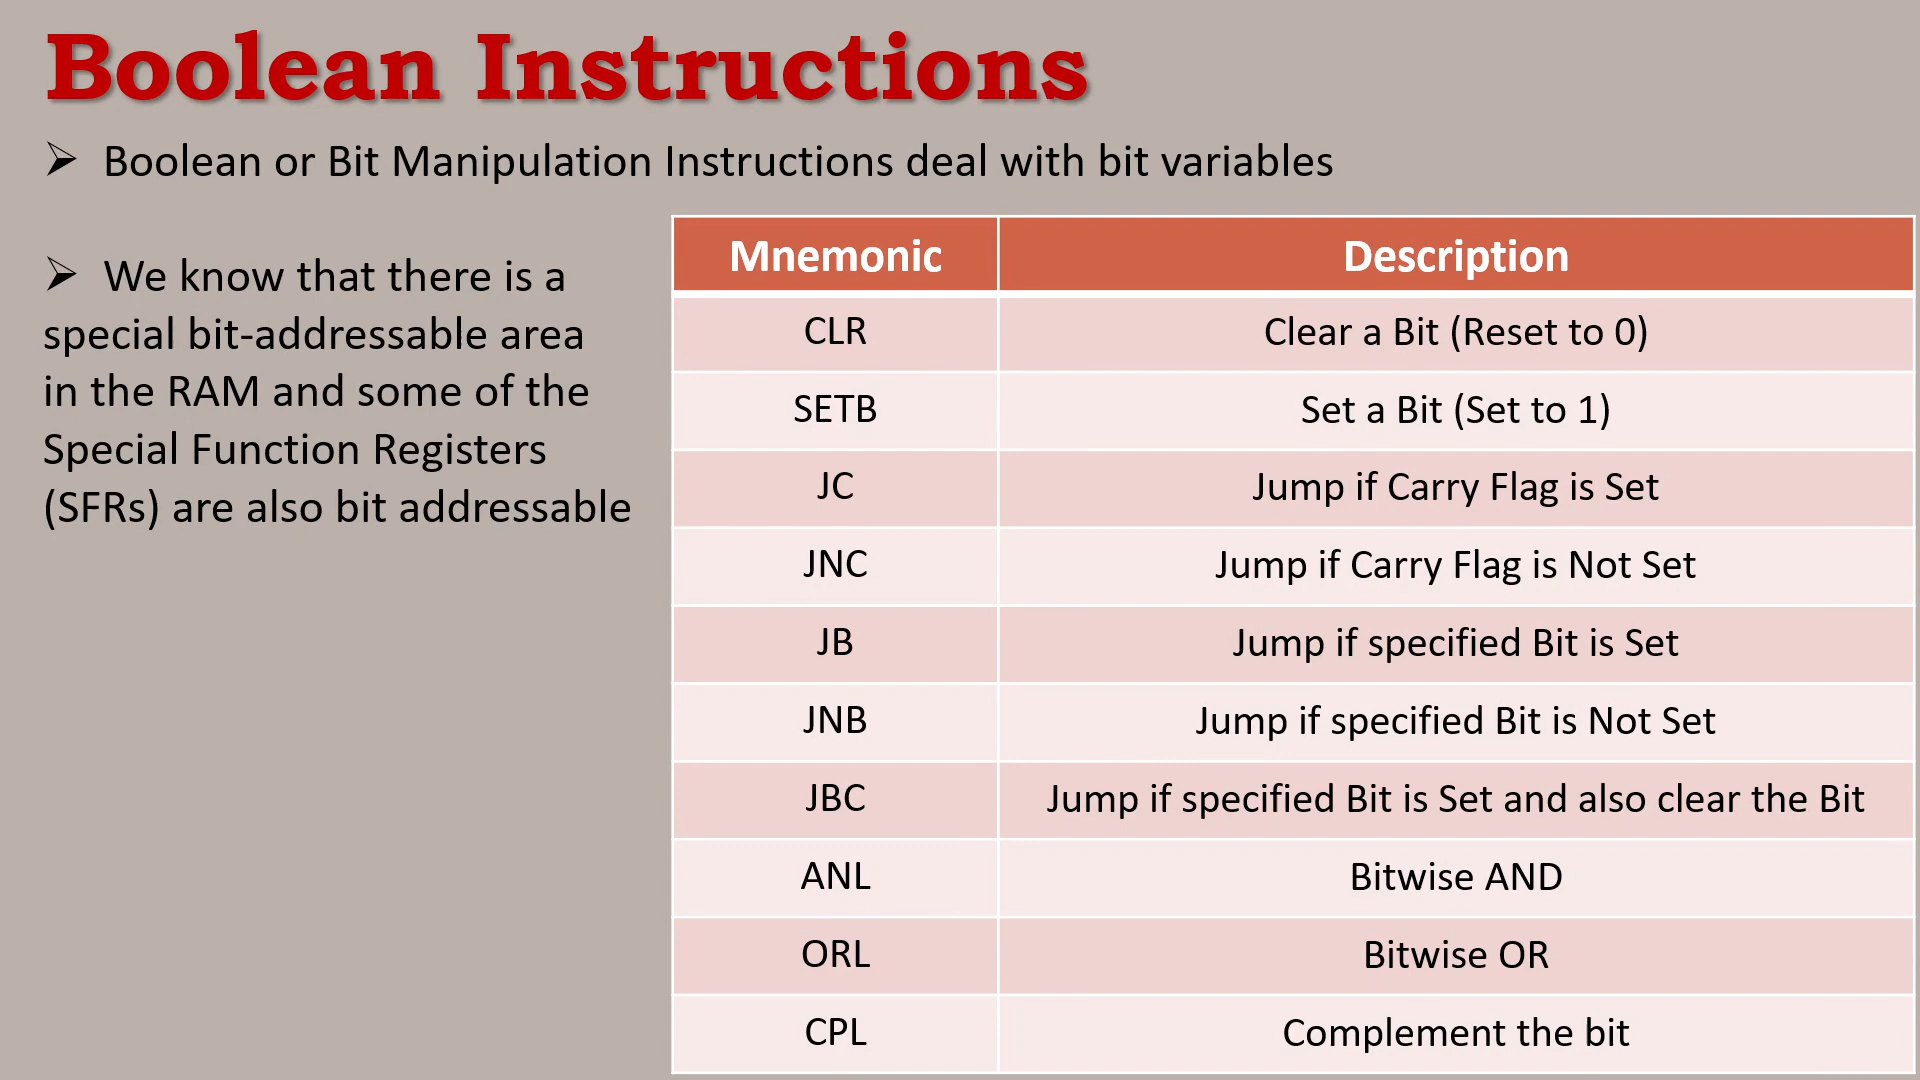 Boolean Instructions
➢ Boolean or Bit Manipulation Instructions deal with bit variables
➢ We know that there is a
special bit-addressable area
in the RAM and some of the
Special Function Registers
(SFRs) are also bit addressable
Mnemonic Description
CLR Clear a Bit (Reset to 0)
SETB Set a Bit (Set to 1)
JC Jump if Carry Flag is Set
JNC Jump if Carry Flag is Not Set
JB Jump if specified Bit is Set
JNB Jump if specified Bit is Not Set
JBC Jump if specified Bit is Set and also clear the Bit
ANL Bitwise AND
ORL Bitwise OR
CPL Complement the bit